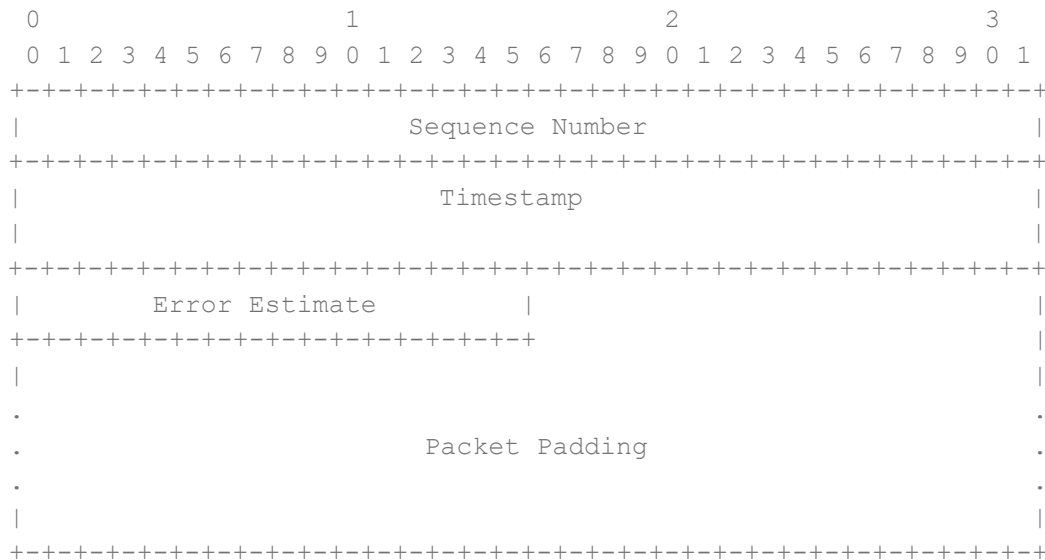 0                   1                   2                   3
 0 1 2 3 4 5 6 7 8 9 0 1 2 3 4 5 6 7 8 9 0 1 2 3 4 5 6 7 8 9 0 1
+-+-+-+-+-+-+-+-+-+-+-+-+-+-+-+-+-+-+-+-+-+-+-+-+-+-+-+-+-+-+-+-+
|                        Sequence Number                        |
+-+-+-+-+-+-+-+-+-+-+-+-+-+-+-+-+-+-+-+-+-+-+-+-+-+-+-+-+-+-+-+-+
|                          Timestamp                            |
|                                                               |
+-+-+-+-+-+-+-+-+-+-+-+-+-+-+-+-+-+-+-+-+-+-+-+-+-+-+-+-+-+-+-+-+
|        Error Estimate         |                               |
+-+-+-+-+-+-+-+-+-+-+-+-+-+-+-+-+                               |
|                                                               |
.                                                               .
.                         Packet Padding                        .
.                                                               .
|                                                               |
+-+-+-+-+-+-+-+-+-+-+-+-+-+-+-+-+-+-+-+-+-+-+-+-+-+-+-+-+-+-+-+-+